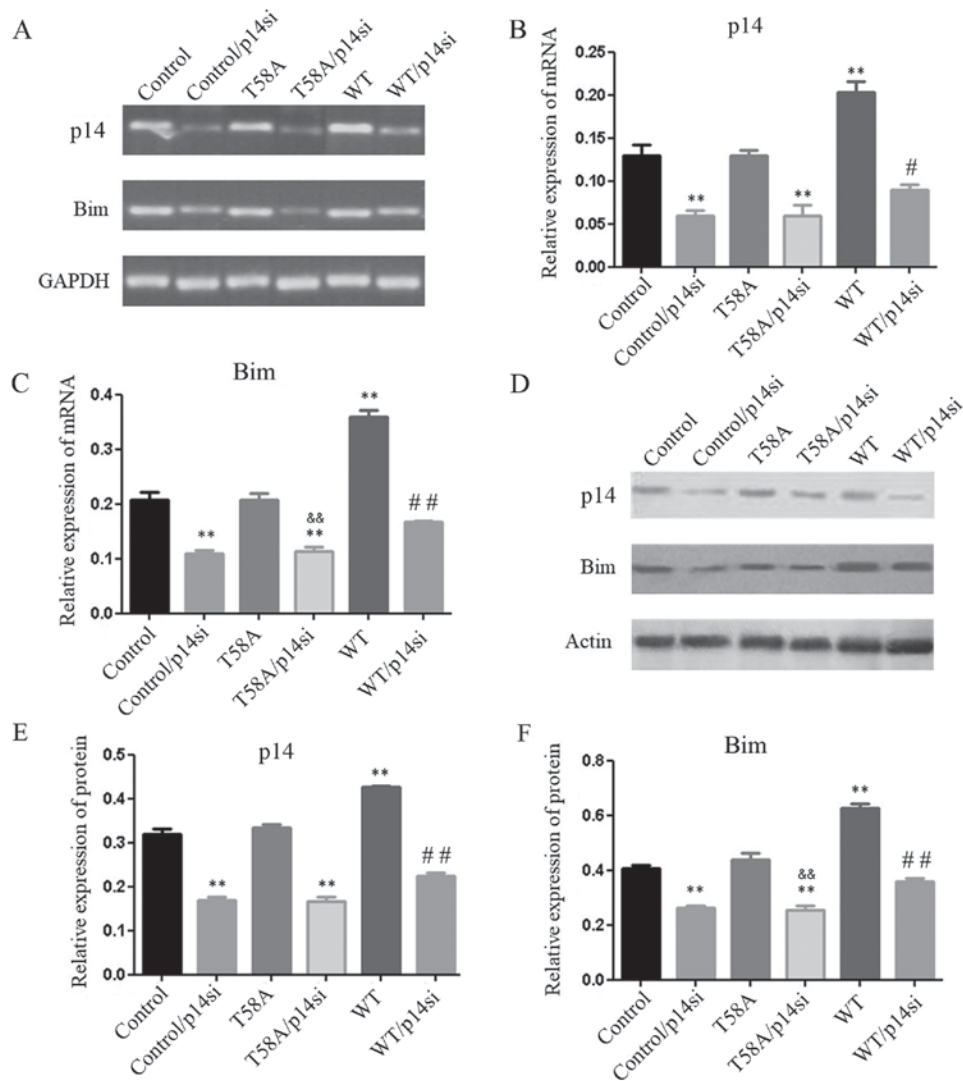 A
Control
Control/p14si
T58A
T58A/p14si
WT
WT/p14si
p14
Bim
GAPDH
B
p14
Relative expression of mRNA
0.25
0.20
0.15
0.10
0.05
0.00
**
**
**
#
Control
Control/p14si
T58A
T58A/p14si
WT
WT/p14si
C
Bim
Relative expression of mRNA
0.4
0.3
0.2
0.1
0.0
**
&&
**
**
# #
Control
Control/p14si
T58A
T58A/p14si
WT
WT/p14si
D
Control
Control/p14si
T58A
T58A/p14si
WT
WT/p14si
p14
Bim
Actin
E
p14
Relative expression of protein
0.5
0.4
0.3
0.2
0.1
0.0
**
**
**
# #
Control
Control/p14si
T58A
T58A/p14si
WT
WT/p14si
F
Bim
Relative expression of protein
0.8
0.6
0.4
0.2
0.0
**
&&
**
**
# #
Control
Control/p14si
T58A
T58A/p14si
WT
WT/p14si